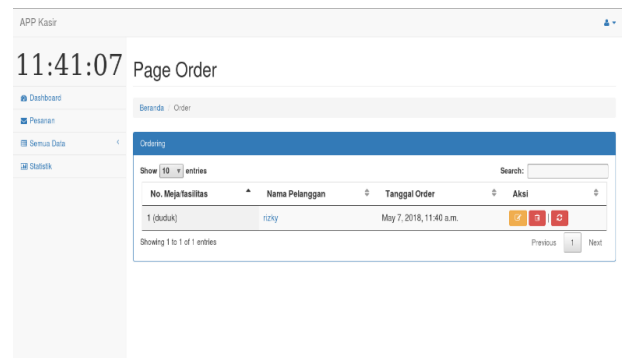 APP Kasir
11:41:07
Dashboard
Pesanan
Semua Data
Statistik
Page Order
Beranda / Order
Ordering
Show 10 entries
Search:
No. Meja/fasilitas Nama Pelanggan Tanggal Order Aksi
1 (duduk) rizky May 7, 2018, 11:40 a.m. |
Showing 1 to 1 of 1 entries
Previous 1 Next